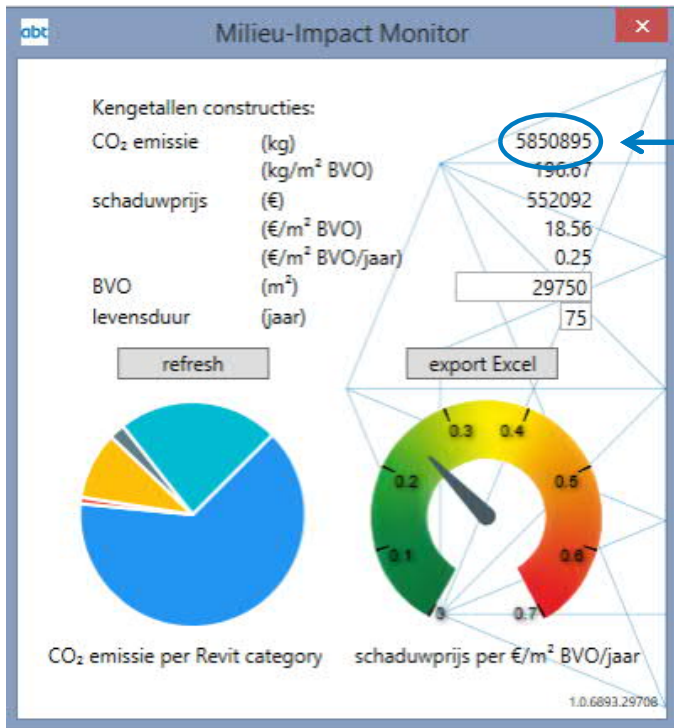 abt Milieu-Impact Monitor
Kengetallen constructies:
CO₂ emissie (kg) 5850895
(kg/m² BVO) 196.67
schaduwprijs (€) 552092
(€/m² BVO) 18.56
(€/m² BVO/jaar) 0.25
BVO (m²) 29750
levensduur (jaar) 75
refresh export Excel
0.3 0.4
0.2 0.5
0.1 0.6
0 0.7
CO₂ emissie per Revit category schaduwprijs per €/m² BVO/jaar
1.0.6893.29708